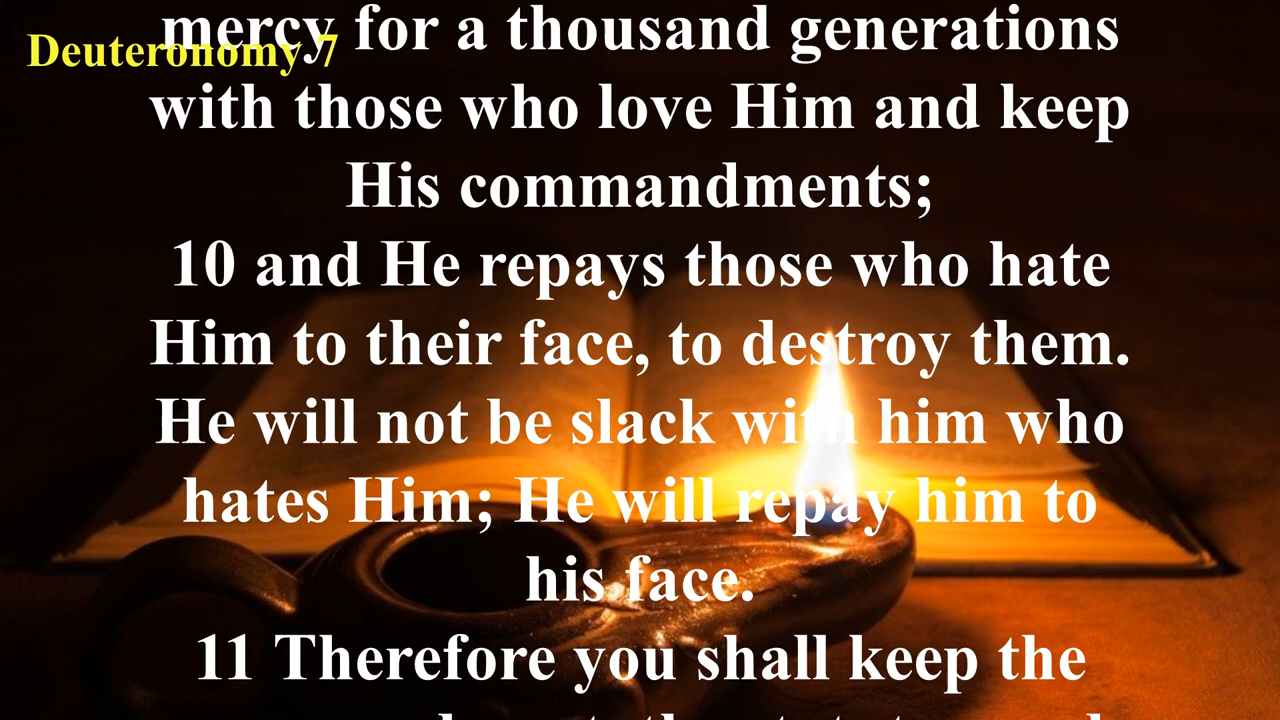 mercy for a thousand generations
Deuteronomy 7
with those who love Him and keep
His commandments;
10 and He repays those who hate
Him to their face, to destroy them.
He will not be slack with him who
hates Him; He will repay him to
his face.
11 Therefore you shall keep the